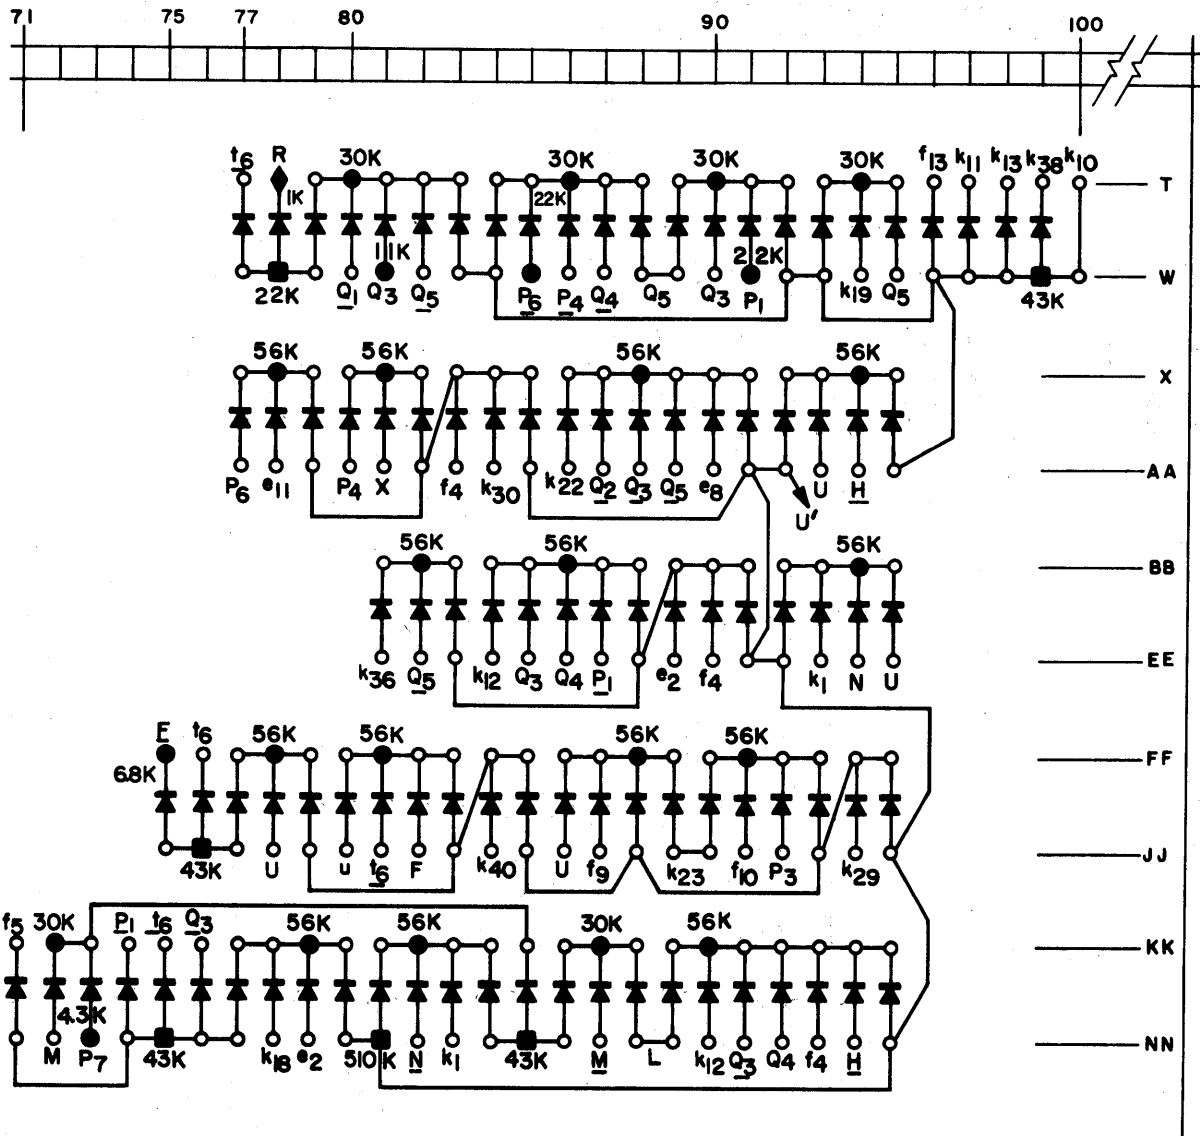 71 75 77 80 90 100
t6 R 30K 30K 30K 30K f13 k11 k13 k38 k10
1K 22K T
1.1K 2.2K
22K Q1 Q3 Q5 P6 P4 Q4 Q5 Q3 P1 k19 Q5 43K W
56K 56K 56K 56K X
P6 e11 P4 X f4 k30 k22 Q2 Q3 Q5 e8 U H AA
U'
56K 56K 56K BB
k36 Q5 k12 Q3 Q4 P1 e2 f4 k1 N U EE
F t6 56K 56K 56K 56K FF
6.8K
43K U u t6 F k40 U f9 k23 f10 P3 k29 JJ
f5 30K P1 t6 Q3 56K 56K 30K 56K KK
4.3K
M P7 43K k18 e2 510K N k1 43K M L k12 Q3 Q4 f4 H NN